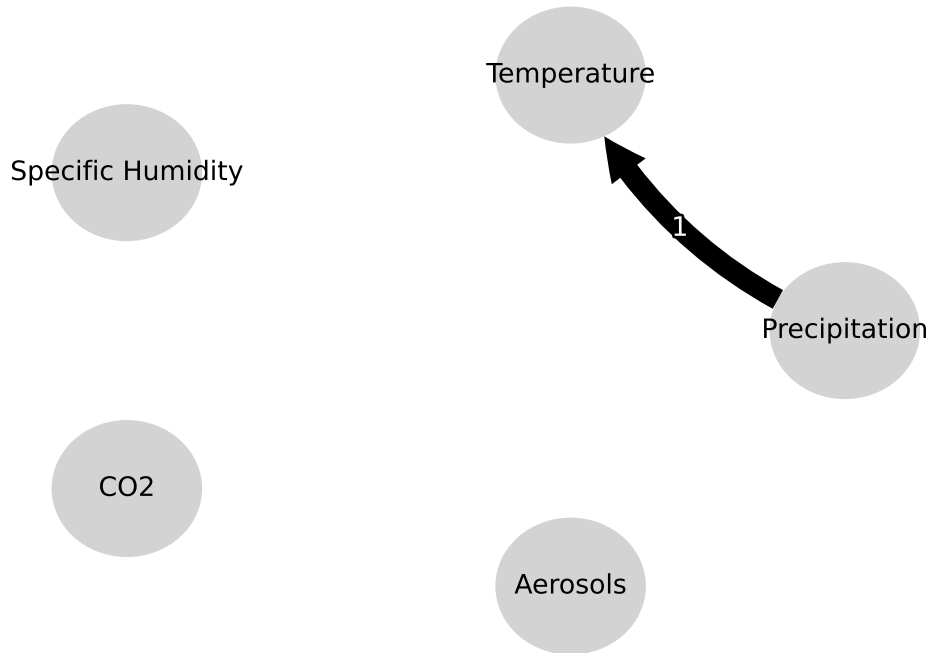 Temperature
Specific Humidity
1
Precipitation
CO2
Aerosols